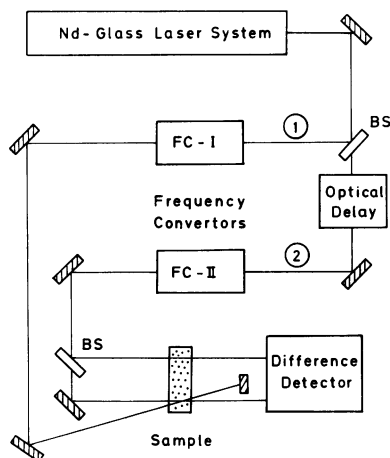 Nd-Glass Laser System
BS
FC-I
1
Optical
Delay
Frequency
Convertors
FC-II
2
BS
Difference
Detector
Sample